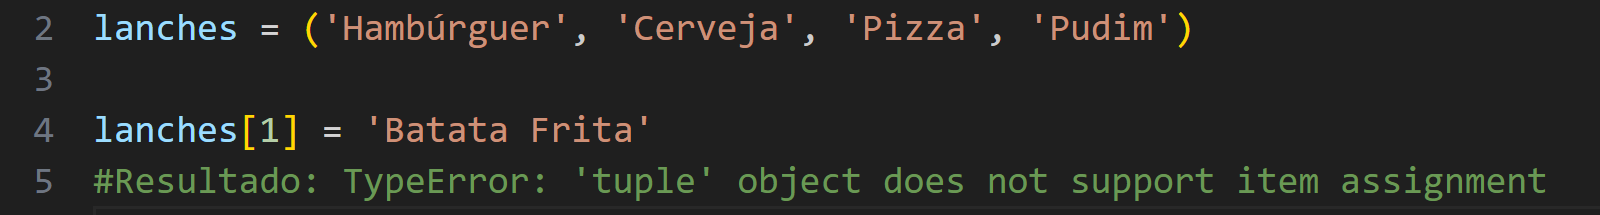 2 lanches = ('Hambúrguer', 'Cerveja', 'Pizza', 'Pudim')
3
4 lanches[1] = 'Batata Frita'
5 #Resultado: TypeError: 'tuple' object does not support item assignment